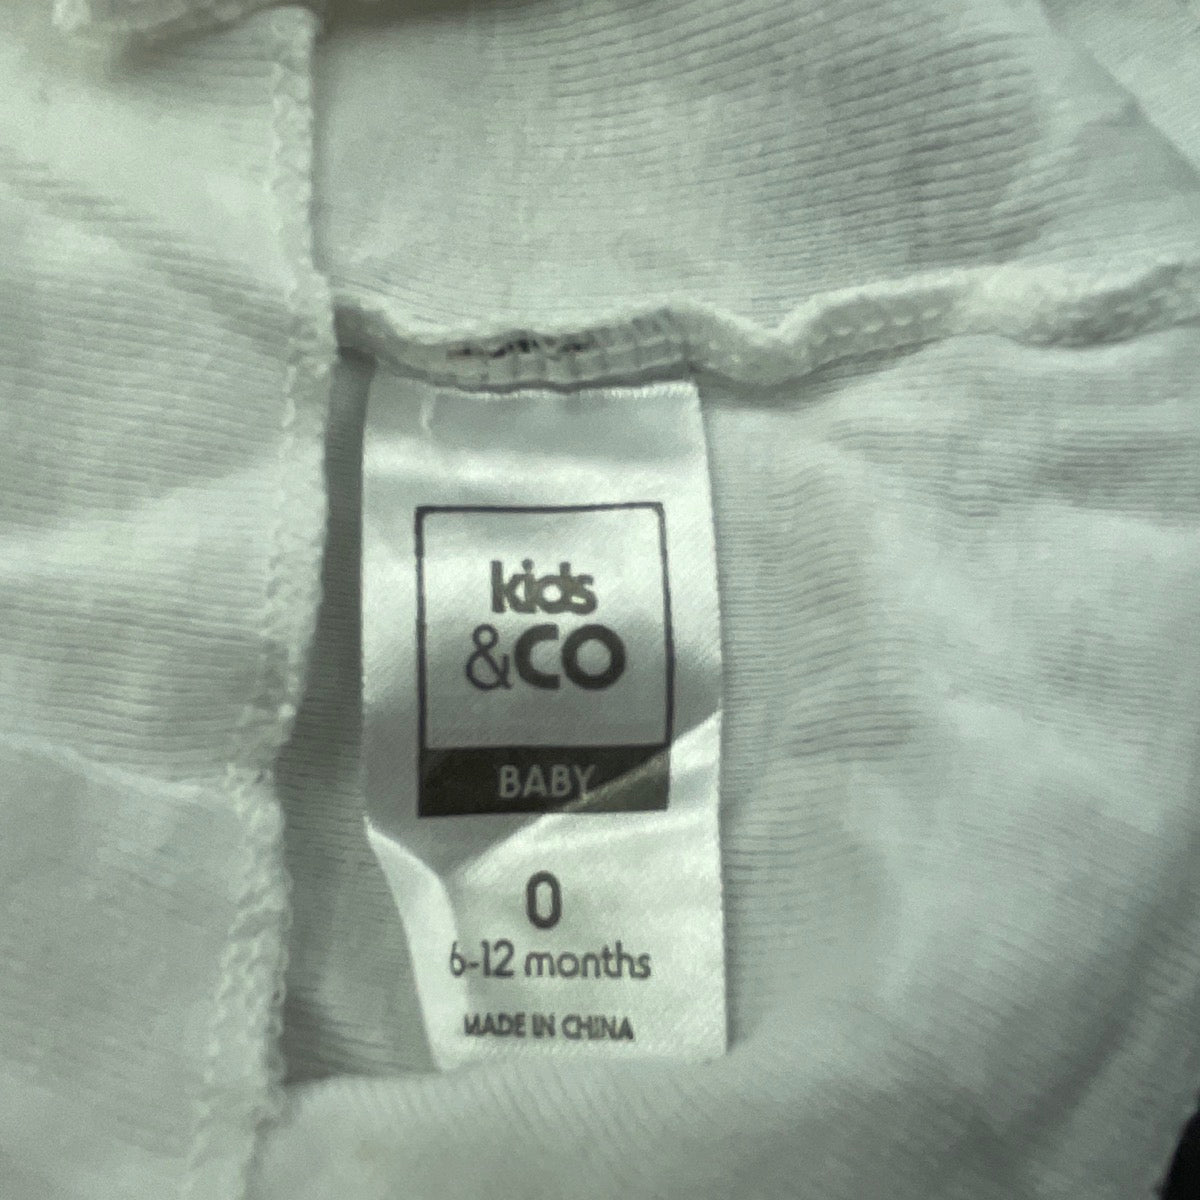 kids
&CO
BABY
0
6-12 months
MADE IN CHINA